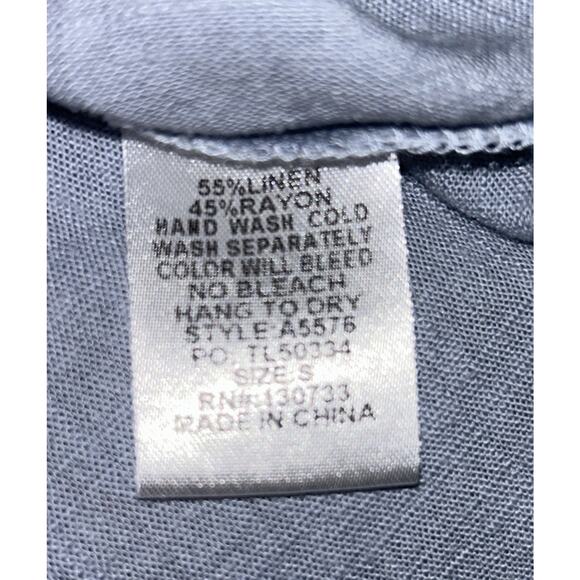 55%LINEN
45%RAYON
HAND WASH COLD
WASH SEPARATELY
COLOR WILL BLEED
NO BLEACH
HANG TO DRY
STYLE:A5576
PO. TL50334
SIZE:S
RN#:130733
MADE IN CHINA